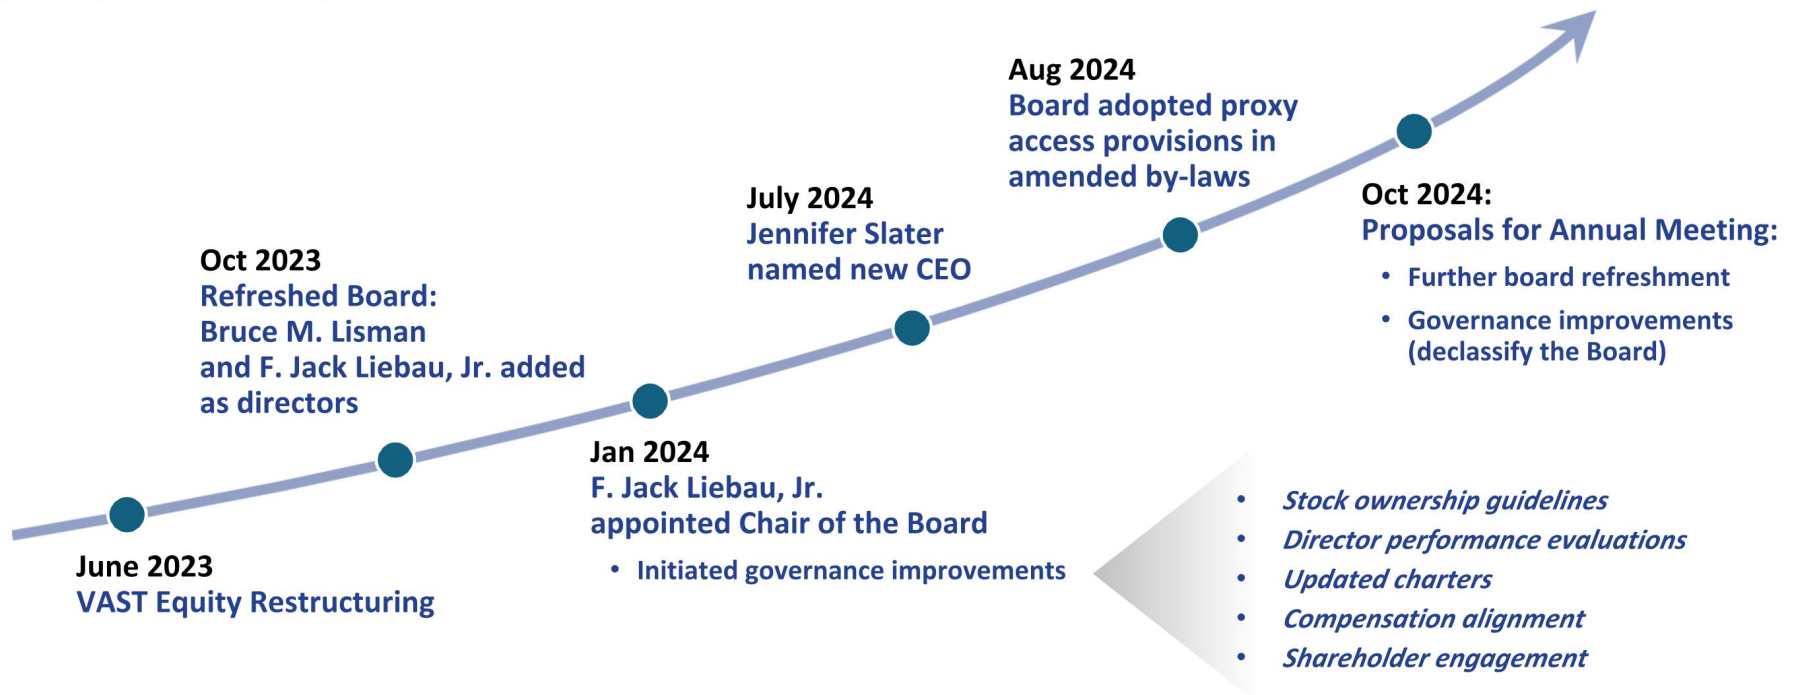 June 2023
VAST Equity Restructuring
Oct 2023
Refreshed Board:
Bruce M. Lisman
and F. Jack Liebau, Jr. added
as directors
Jan 2024
F. Jack Liebau, Jr.
appointed Chair of the Board
• Initiated governance improvements
• Stock ownership guidelines
• Director performance evaluations
• Updated charters
• Compensation alignment
• Shareholder engagement
July 2024
Jennifer Slater
named new CEO
Aug 2024
Board adopted proxy
access provisions in
amended by-laws
Oct 2024:
Proposals for Annual Meeting:
• Further board refreshment
• Governance improvements
(declassify the Board)